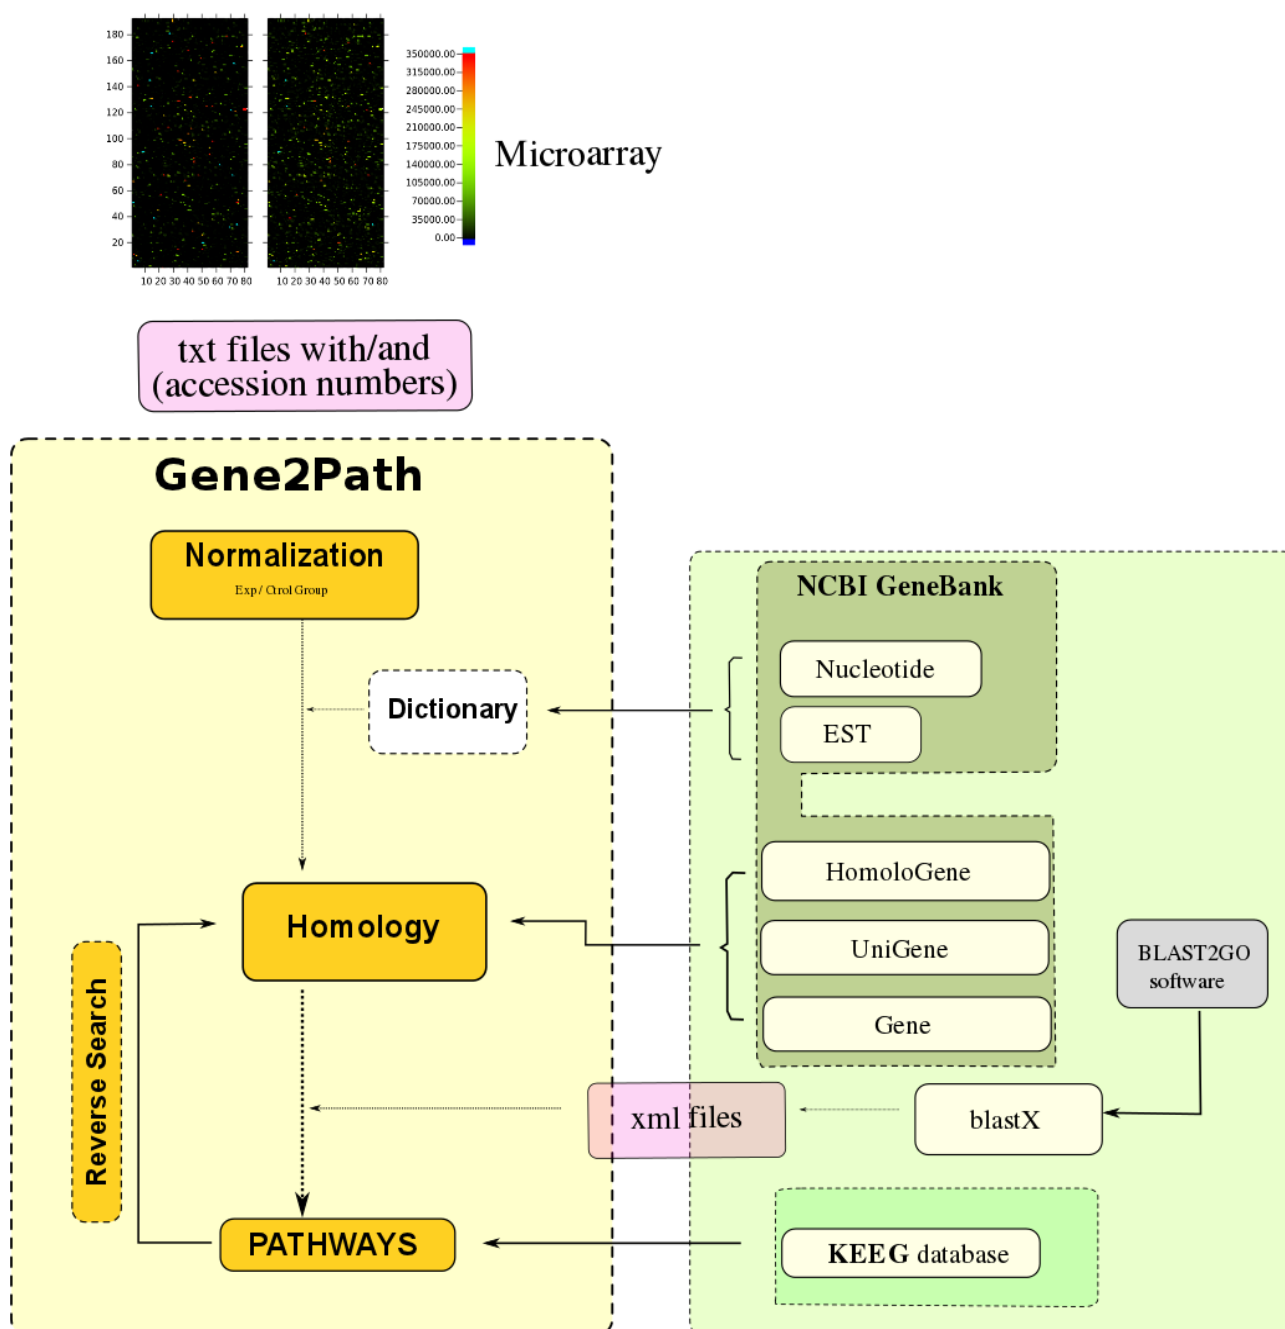 180
160
140
120
100
80
60
40
20
10 20 30 40 50 60 70 80
10 20 30 40 50 60 70 80
350000.00
315000.00
280000.00
245000.00
210000.00
175000.00
140000.00
105000.00
70000.00
35000.00
0.00
Microarray
txt files with/and
(accession numbers)
Gene2Path
Normalization
Exp / Ctrol Group
Dictionary
Homology
Reverse Search
PATHWAYS
NCBI GeneBank
Nucleotide
EST
HomoloGene
UniGene
Gene
BLAST2GO
software
xml files
blastX
KEEG database